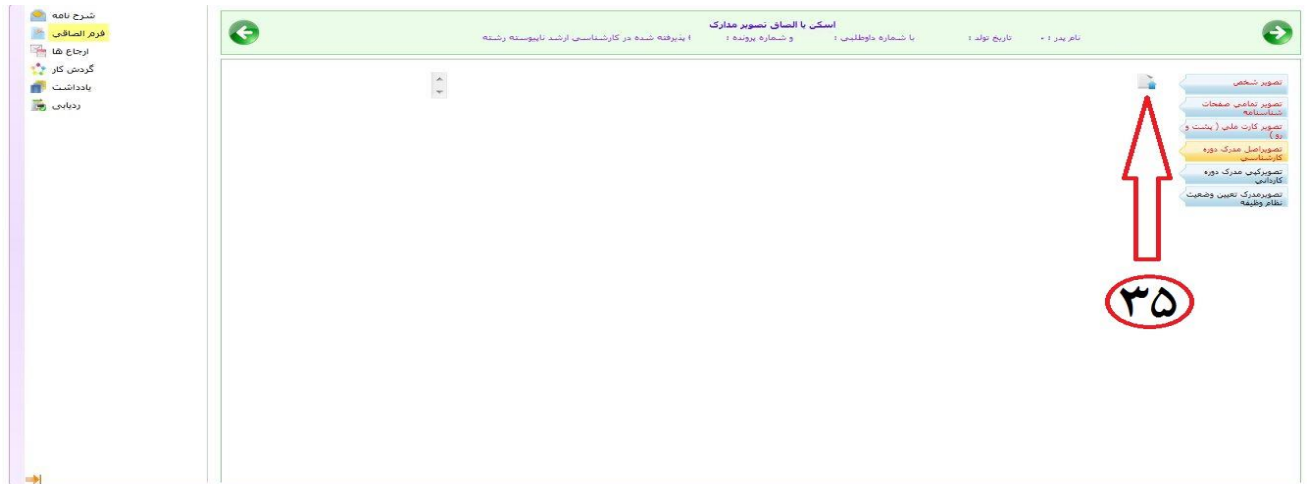 شرح نامه
فرم الصاقی
ارجاع ها
گردش کار
یادداشت
ردیابی
اسکن یا الصاق تصویر مدارک
نام پدر : ۰ تاریخ تولد : با شماره داوطلبی : و شماره پرونده : ا پذیرفته شده در کارشناسی ارشد ناپیوسته رشته
تصویر شخص
تصویر تمامی صفحات
شناسنامه
تصویر کارت ملی ( پشت و
رو )
تصویراصل مدرک دوره
کارشناسی
تصویرکپی مدرک دوره
کاردانی
تصویرمدرک تعیین وضعیت
نظام وظیفه
۳۵